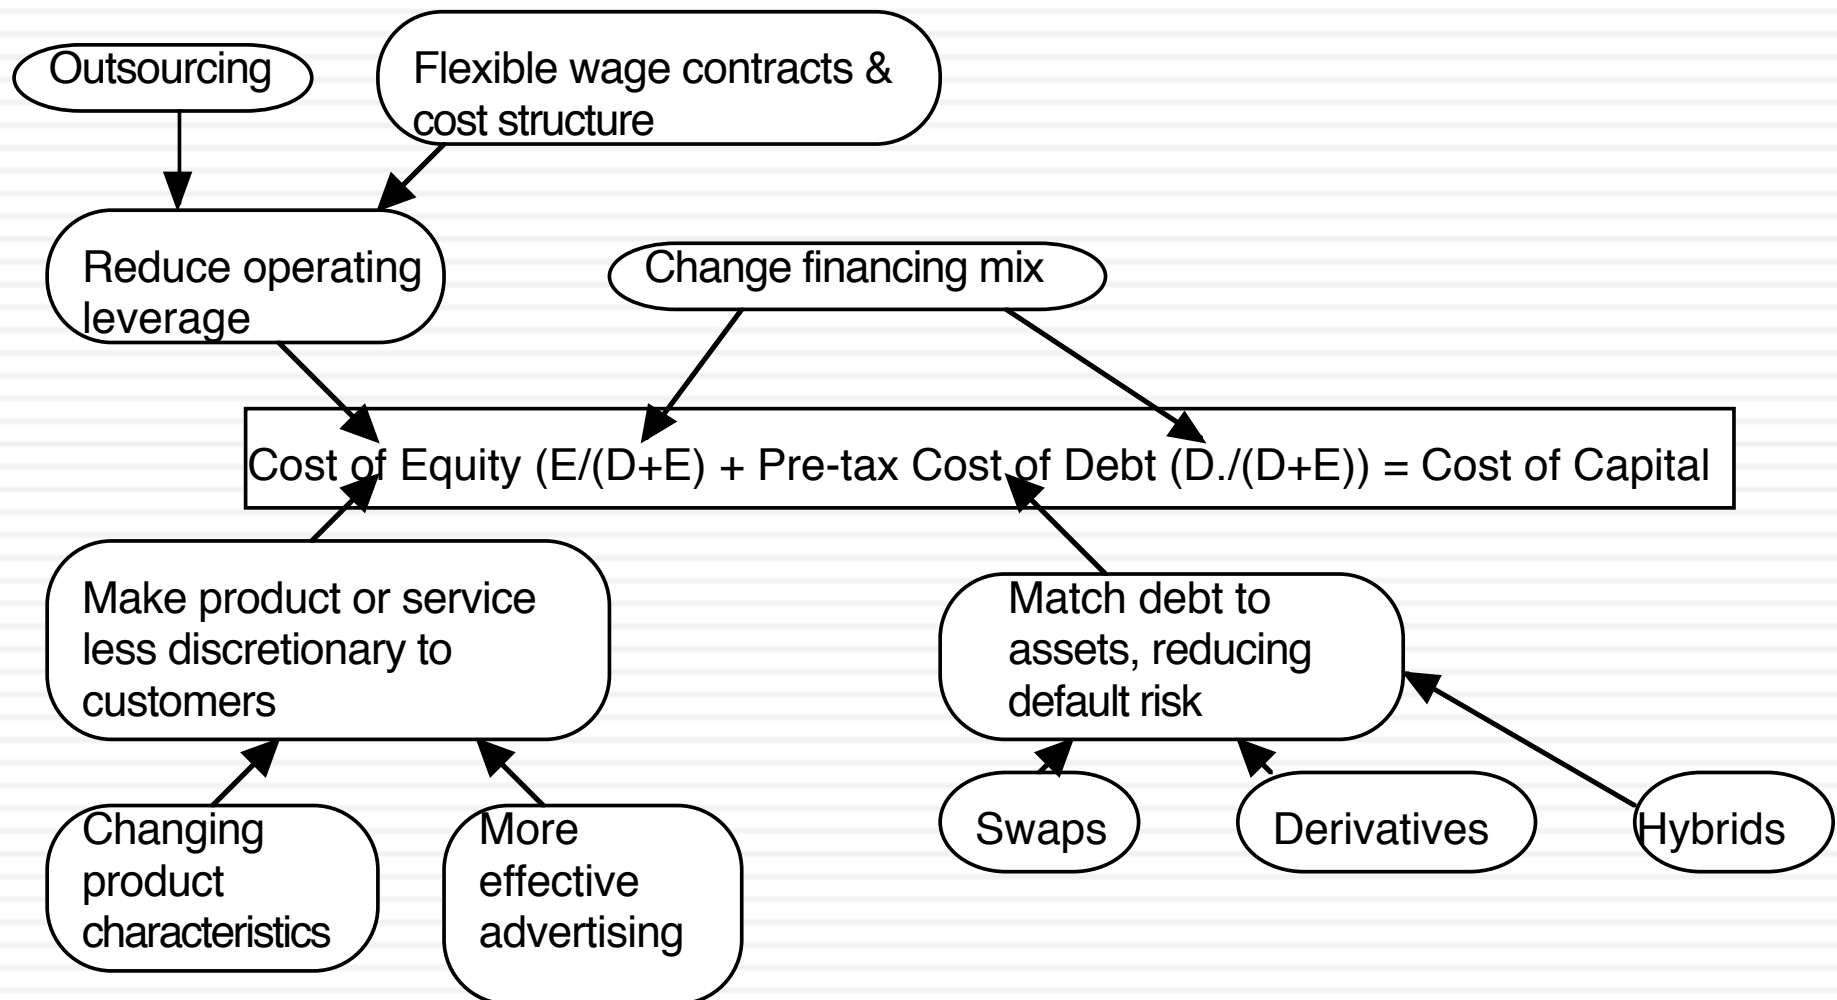 Outsourcing
Flexible wage contracts &
cost structure
Reduce operating
leverage
Change financing mix
Cost of Equity (E/(D+E) + Pre-tax Cost of Debt (D./(D+E)) = Cost of Capital
Make product or service
less discretionary to
customers
Match debt to
assets, reducing
default risk
Changing
product
characteristics
More
effective
advertising
Swaps
Derivatives
Hybrids